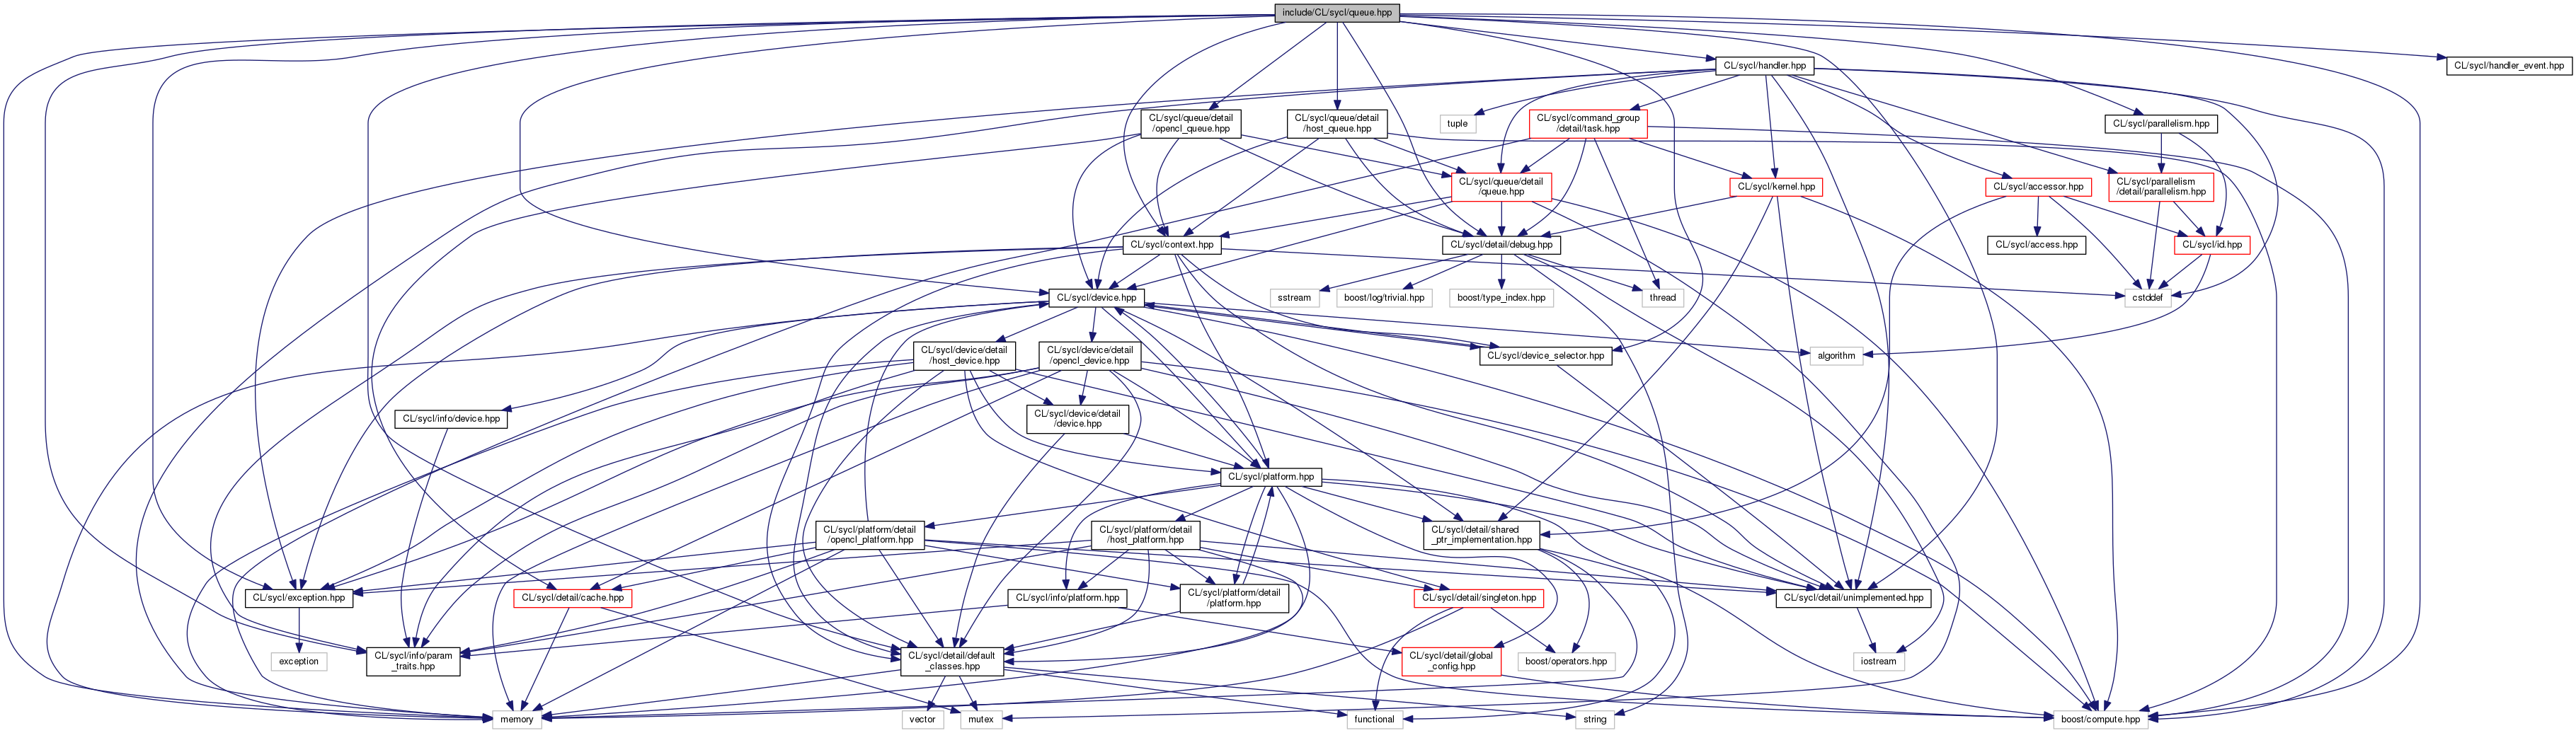 include/CL/sycl/queue.hpp
CL/sycl/handler.hpp
CL/sycl/handler_event.hpp
CL/sycl/queue/detail
/opencl_queue.hpp
CL/sycl/queue/detail
/host_queue.hpp
tuple
CL/sycl/command_group
/detail/task.hpp
CL/sycl/parallelism.hpp
CL/sycl/queue/detail
/queue.hpp
CL/sycl/kernel.hpp
CL/sycl/accessor.hpp
CL/sycl/parallelism
/detail/parallelism.hpp
CL/sycl/context.hpp
CL/sycl/detail/debug.hpp
CL/sycl/access.hpp
CL/sycl/id.hpp
CL/sycl/device.hpp
sstream
boost/log/trivial.hpp
boost/type_index.hpp
thread
cstddef
CL/sycl/device/detail
/host_device.hpp
CL/sycl/device/detail
/opencl_device.hpp
CL/sycl/device_selector.hpp
algorithm
CL/sycl/info/device.hpp
CL/sycl/device/detail
/device.hpp
CL/sycl/platform.hpp
CL/sycl/platform/detail
/opencl_platform.hpp
CL/sycl/platform/detail
/host_platform.hpp
CL/sycl/detail/shared
_ptr_implementation.hpp
CL/sycl/exception.hpp
CL/sycl/detail/cache.hpp
CL/sycl/info/platform.hpp
CL/sycl/platform/detail
/platform.hpp
CL/sycl/detail/singleton.hpp
CL/sycl/detail/unimplemented.hpp
exception
CL/sycl/info/param
_traits.hpp
CL/sycl/detail/default
_classes.hpp
CL/sycl/detail/global
_config.hpp
boost/operators.hpp
iostream
memory
vector
mutex
functional
string
boost/compute.hpp